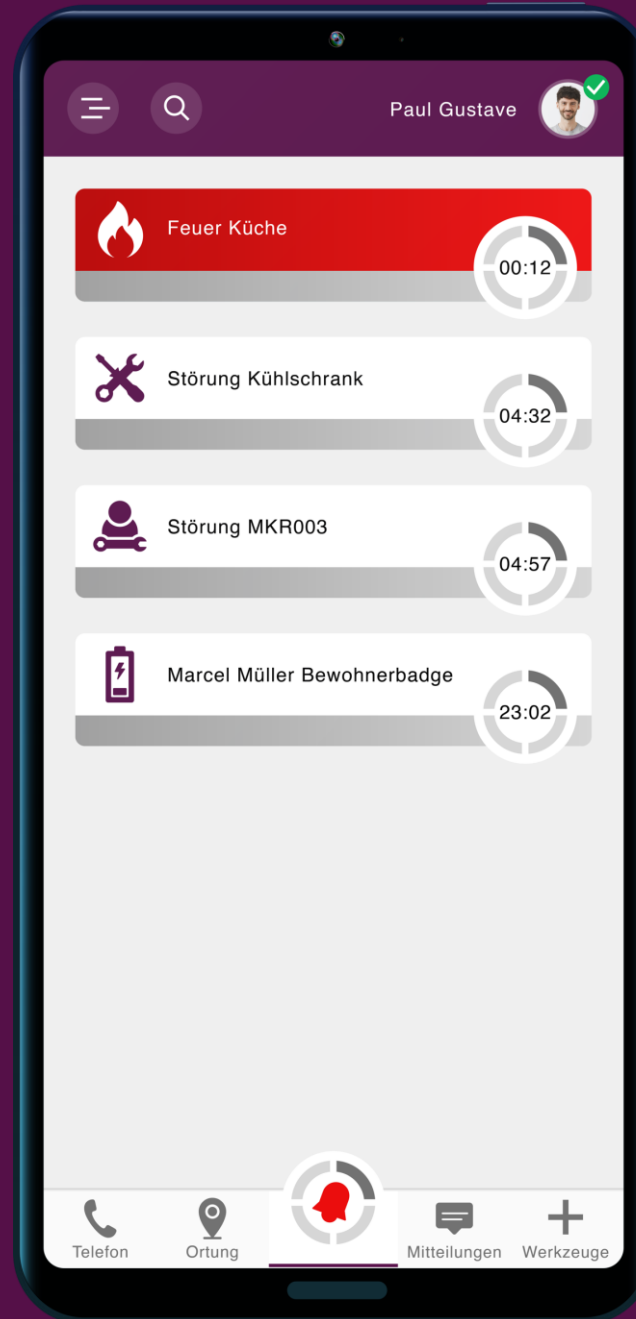 Paul Gustave
Feuer Küche
00:12
Störung Kühlschrank
04:32
Störung MKR003
04:57
Marcel Müller Bewohnerbadge
23:02
Telefon
Ortung
Mitteilungen
Werkzeuge